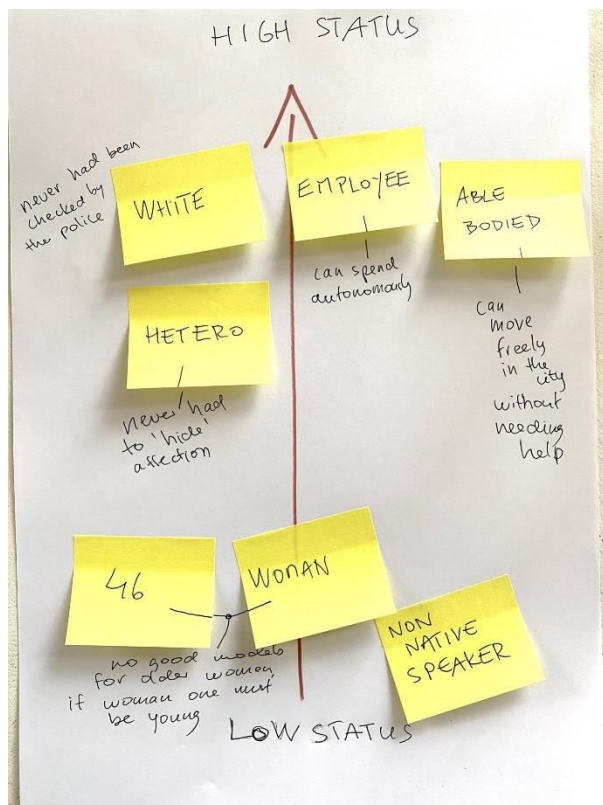 HIGH STATUS
never had been
checked by
the police
WHITE
EMPLOYEE
can spend
autonomously
ABLE
BODIED
can
move
freely
in the
city
without
needing
help
HETERO
never had
to 'hide'
affection
46
WOMAN
no good models
for older women,
if woman one must
be young
NON
NATIVE
SPEAKER
LOW STATUS